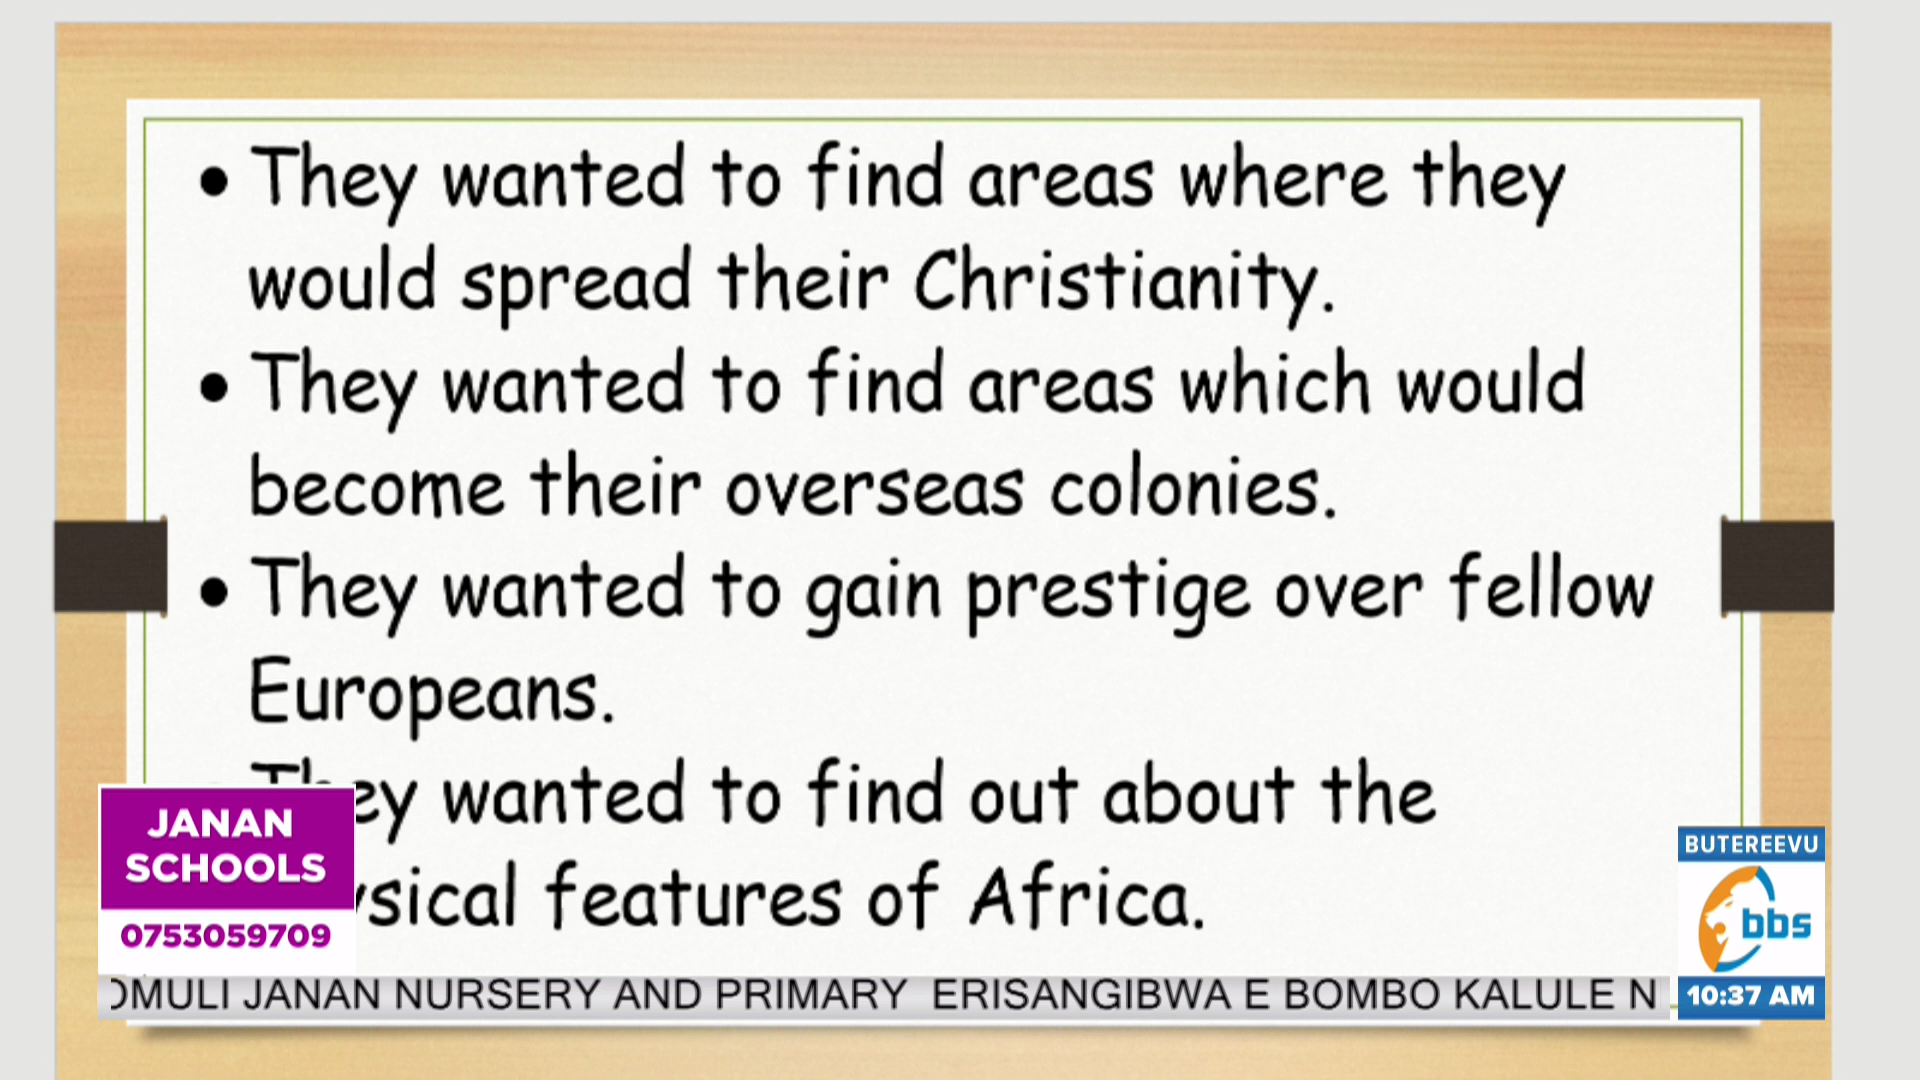 • They wanted to find areas where they
would spread their Christianity.
• They wanted to find areas which would
become their overseas colonies.
• They wanted to gain prestige over fellow
Europeans.
They wanted to find out about the
features of Africa.
JANAN
SCHOOLS
0753059709
BUTEREEVU
bbs
10:37 AM
OMULI JANAN NURSERY AND PRIMARY ERISANGIBWA E BOMBO KALULE N